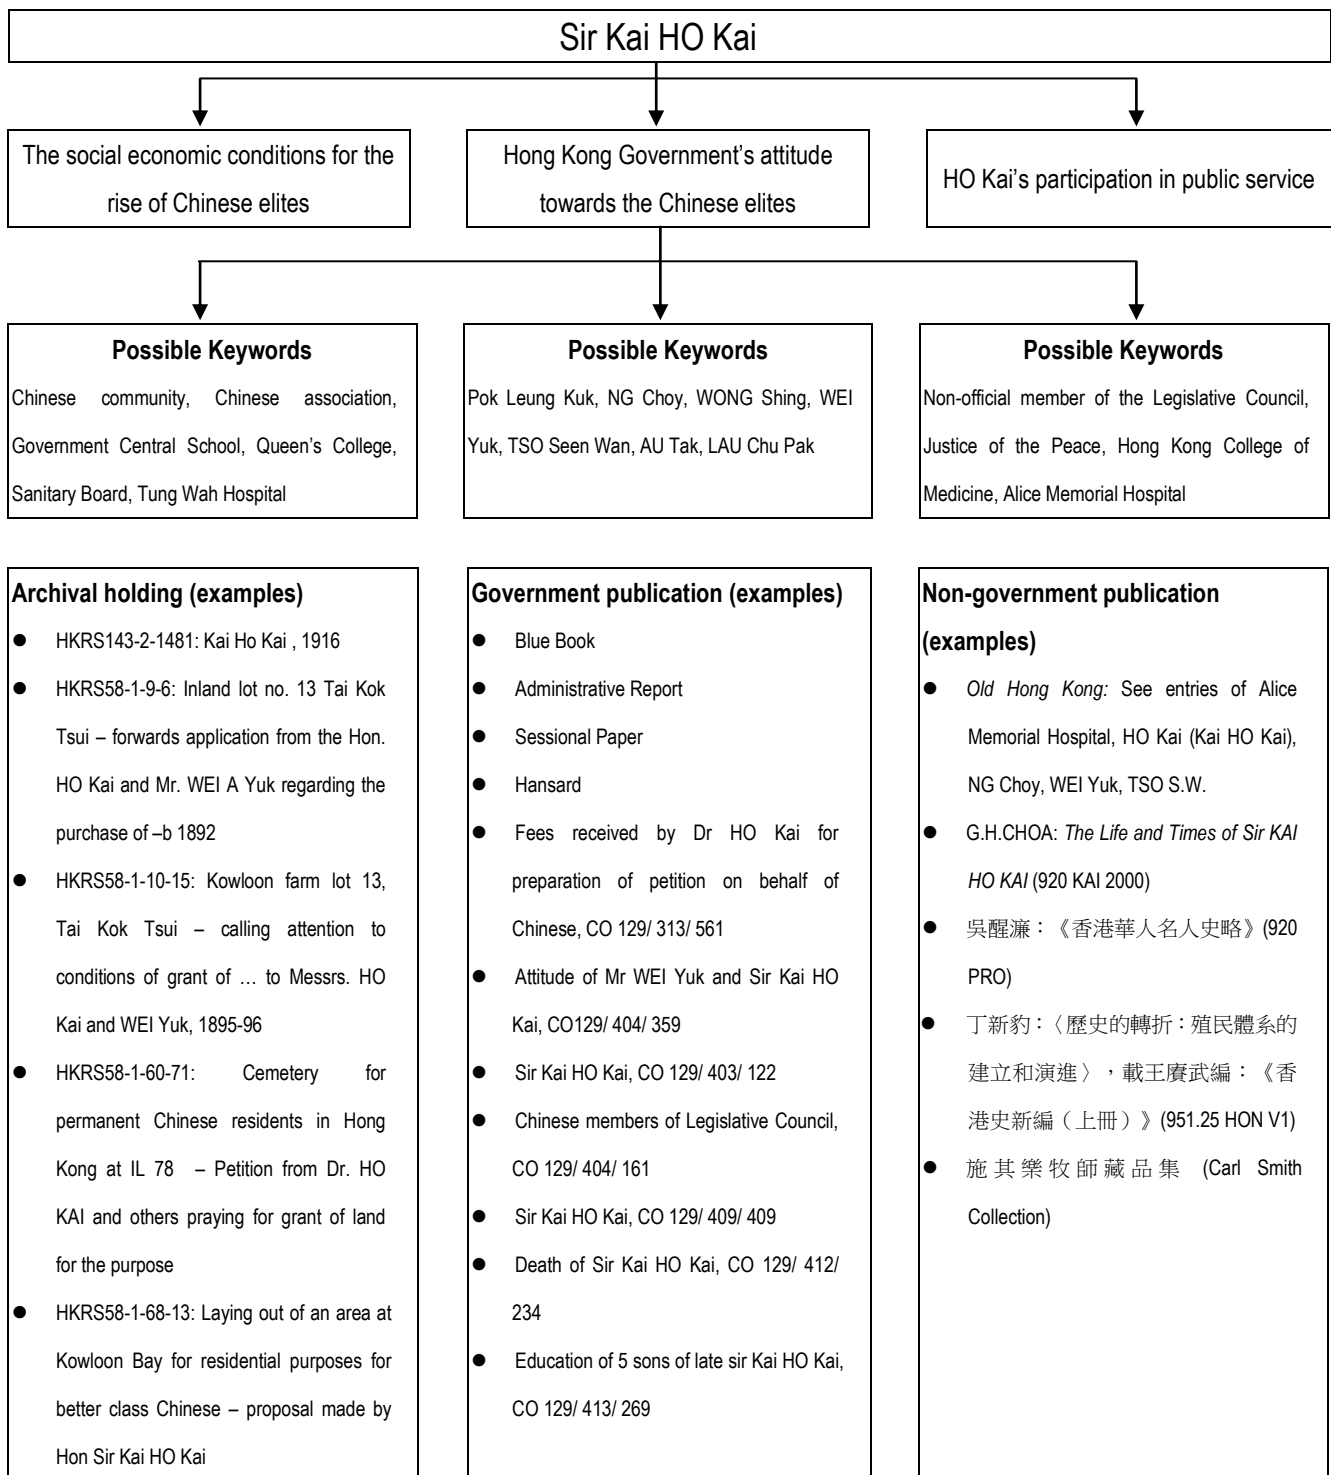 Sir Kai HO Kai
The social economic conditions for the
rise of Chinese elites
Hong Kong Government's attitude
towards the Chinese elites
HO Kai's participation in public service
Possible Keywords
Chinese community, Chinese association,
Government Central School, Queen's College,
Sanitary Board, Tung Wah Hospital
Possible Keywords
Pok Leung Kuk, NG Choy, WONG Shing, WEI
Yuk, TSO Seen Wan, AU Tak, LAU Chu Pak
Possible Keywords
Non-official member of the Legislative Council,
Justice of the Peace, Hong Kong College of
Medicine, Alice Memorial Hospital
Archival holding (examples)
● HKRS143-2-1481: Kai Ho Kai , 1916
● HKRS58-1-9-6: Inland lot no. 13 Tai Kok
Tsui – forwards application from the Hon.
HO Kai and Mr. WEI A Yuk regarding the
purchase of –b 1892
● HKRS58-1-10-15: Kowloon farm lot 13,
Tai Kok Tsui – calling attention to
conditions of grant of … to Messrs. HO
Kai and WEI Yuk, 1895-96
● HKRS58-1-60-71: Cemetery for
permanent Chinese residents in Hong
Kong at IL 78 – Petition from Dr. HO
KAI and others praying for grant of land
for the purpose
● HKRS58-1-68-13: Laying out of an area at
Kowloon Bay for residential purposes for
better class Chinese – proposal made by
Hon Sir Kai HO Kai
Government publication (examples)
● Blue Book
● Administrative Report
● Sessional Paper
● Hansard
● Fees received by Dr HO Kai for
preparation of petition on behalf of
Chinese, CO 129/ 313/ 561
● Attitude of Mr WEI Yuk and Sir Kai HO
Kai, CO129/ 404/ 359
● Sir Kai HO Kai, CO 129/ 403/ 122
● Chinese members of Legislative Council,
CO 129/ 404/ 161
● Sir Kai HO Kai, CO 129/ 409/ 409
● Death of Sir Kai HO Kai, CO 129/ 412/
234
● Education of 5 sons of late sir Kai HO Kai,
CO 129/ 413/ 269
Non-government publication
(examples)
● Old Hong Kong: See entries of Alice
Memorial Hospital, HO Kai (Kai HO Kai),
NG Choy, WEI Yuk, TSO S.W.
● G.H.CHOA: The Life and Times of Sir KAI
HO KAI (920 KAI 2000)
● 吳醒濂：《香港華人名人史略》(920
PRO)
● 丁新豹：〈歷史的轉折：殖民體系的
建立和演進〉，載王賡武編：《香
港史新編（上冊）》(951.25 HON V1)
● 施其樂牧師藏品集 (Carl Smith
Collection)